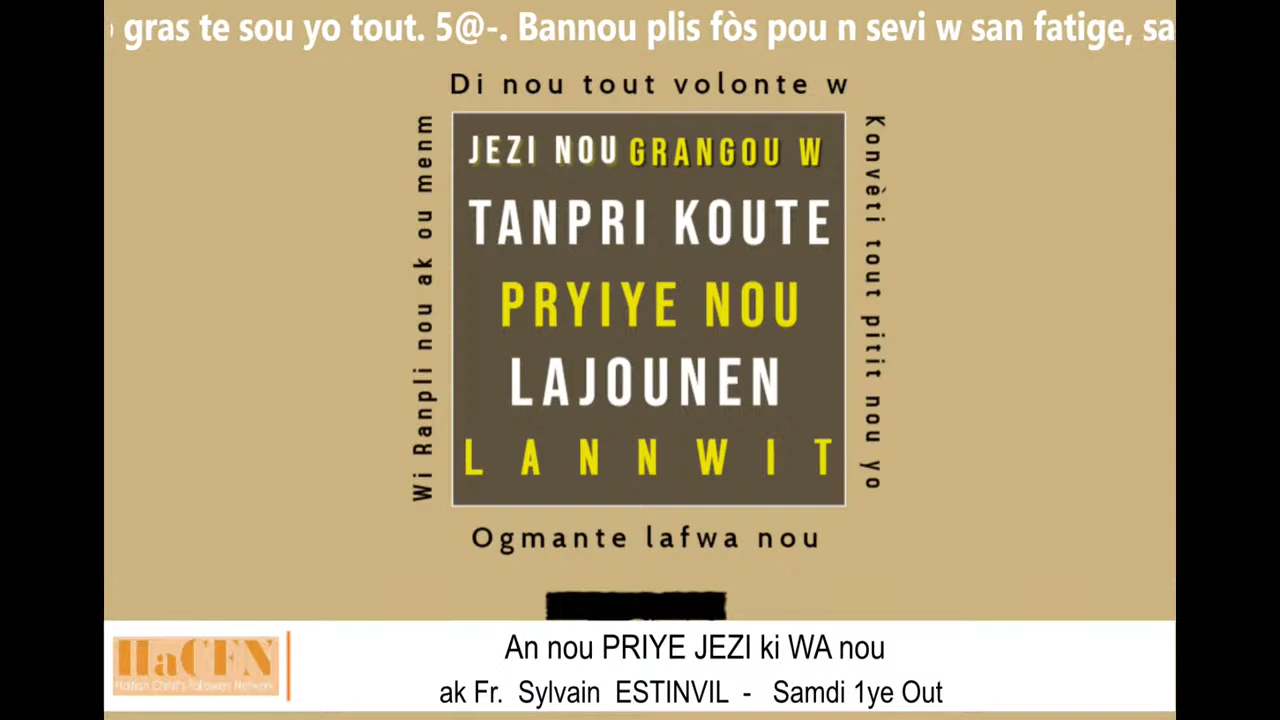 gras te sou yo tout. 5@-. Bannou plis fòs pou n sevi w san fatige, sa
Di nou tout volonte w
Wi Ranpli nou ak ou menm
JEZI NOU GRANGOU W
TANPRI KOUTE
PRYIYE NOU
LAJOUNEN
LANNWIT
Konvèti tout pitit nou yo
Ogmante lafwa nou
HaCFN
Haitian Christ's Followers Network
An nou PRIYE JEZI ki WA nou
ak Fr. Sylvain ESTINVIL - Samdi 1ye Out